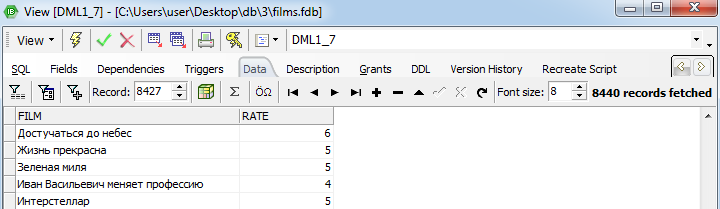 View [DML1_7] - [C:\Users\user\Desktop\db\3\films.fdb]
View DML1_7
SQL Fields Dependencies Triggers Data Description Grants DDL Version History Recreate Script
Record: 8427 Σ ÖΩ Font size: 8 8440 records fetched
FILM RATE
Достучаться до небес 6
Жизнь прекрасна 5
Зеленая миля 5
Иван Васильевич меняет профессию 4
Интерстеллар 5